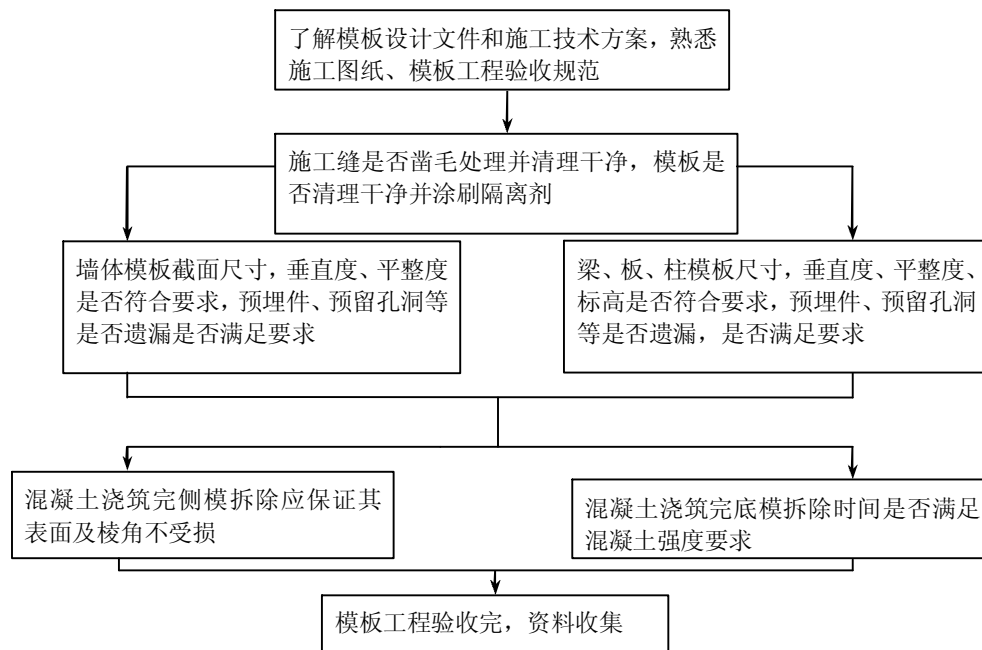 了解模板设计文件和施工技术方案，熟悉
施工图纸、模板工程验收规范
施工缝是否凿毛处理并清理干净，模板是
否清理干净并涂刷隔离剂
墙体模板截面尺寸，垂直度、平整度
是否符合要求，预埋件、预留孔洞等
是否遗漏是否满足要求
梁、板、柱模板尺寸，垂直度、平整度、
标高是否符合要求，预埋件、预留孔洞
等是否遗漏，是否满足要求
混凝土浇筑完侧模拆除应保证其
表面及棱角不受损
混凝土浇筑完底模拆除时间是否满足
混凝土强度要求
模板工程验收完，资料收集